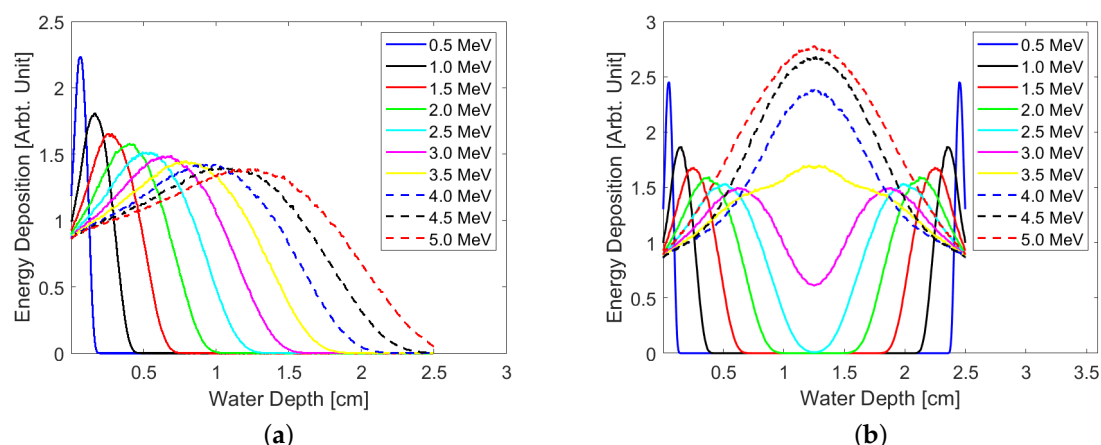 2.5
2
1.5
1
0.5
0
0.5
1
1.5
2
2.5
3
Energy Deposition [Arbt. Unit]
Water Depth [cm]
0.5 MeV
1.0 MeV
1.5 MeV
2.0 MeV
2.5 MeV
3.0 MeV
3.5 MeV
4.0 MeV
4.5 MeV
5.0 MeV
(a)
3
2.5
2
1.5
1
0.5
0
0.5
1
1.5
2
2.5
3
3.5
Energy Deposition [Arbt. Unit]
Water Depth [cm]
0.5 MeV
1.0 MeV
1.5 MeV
2.0 MeV
2.5 MeV
3.0 MeV
3.5 MeV
4.0 MeV
4.5 MeV
5.0 MeV
(b)